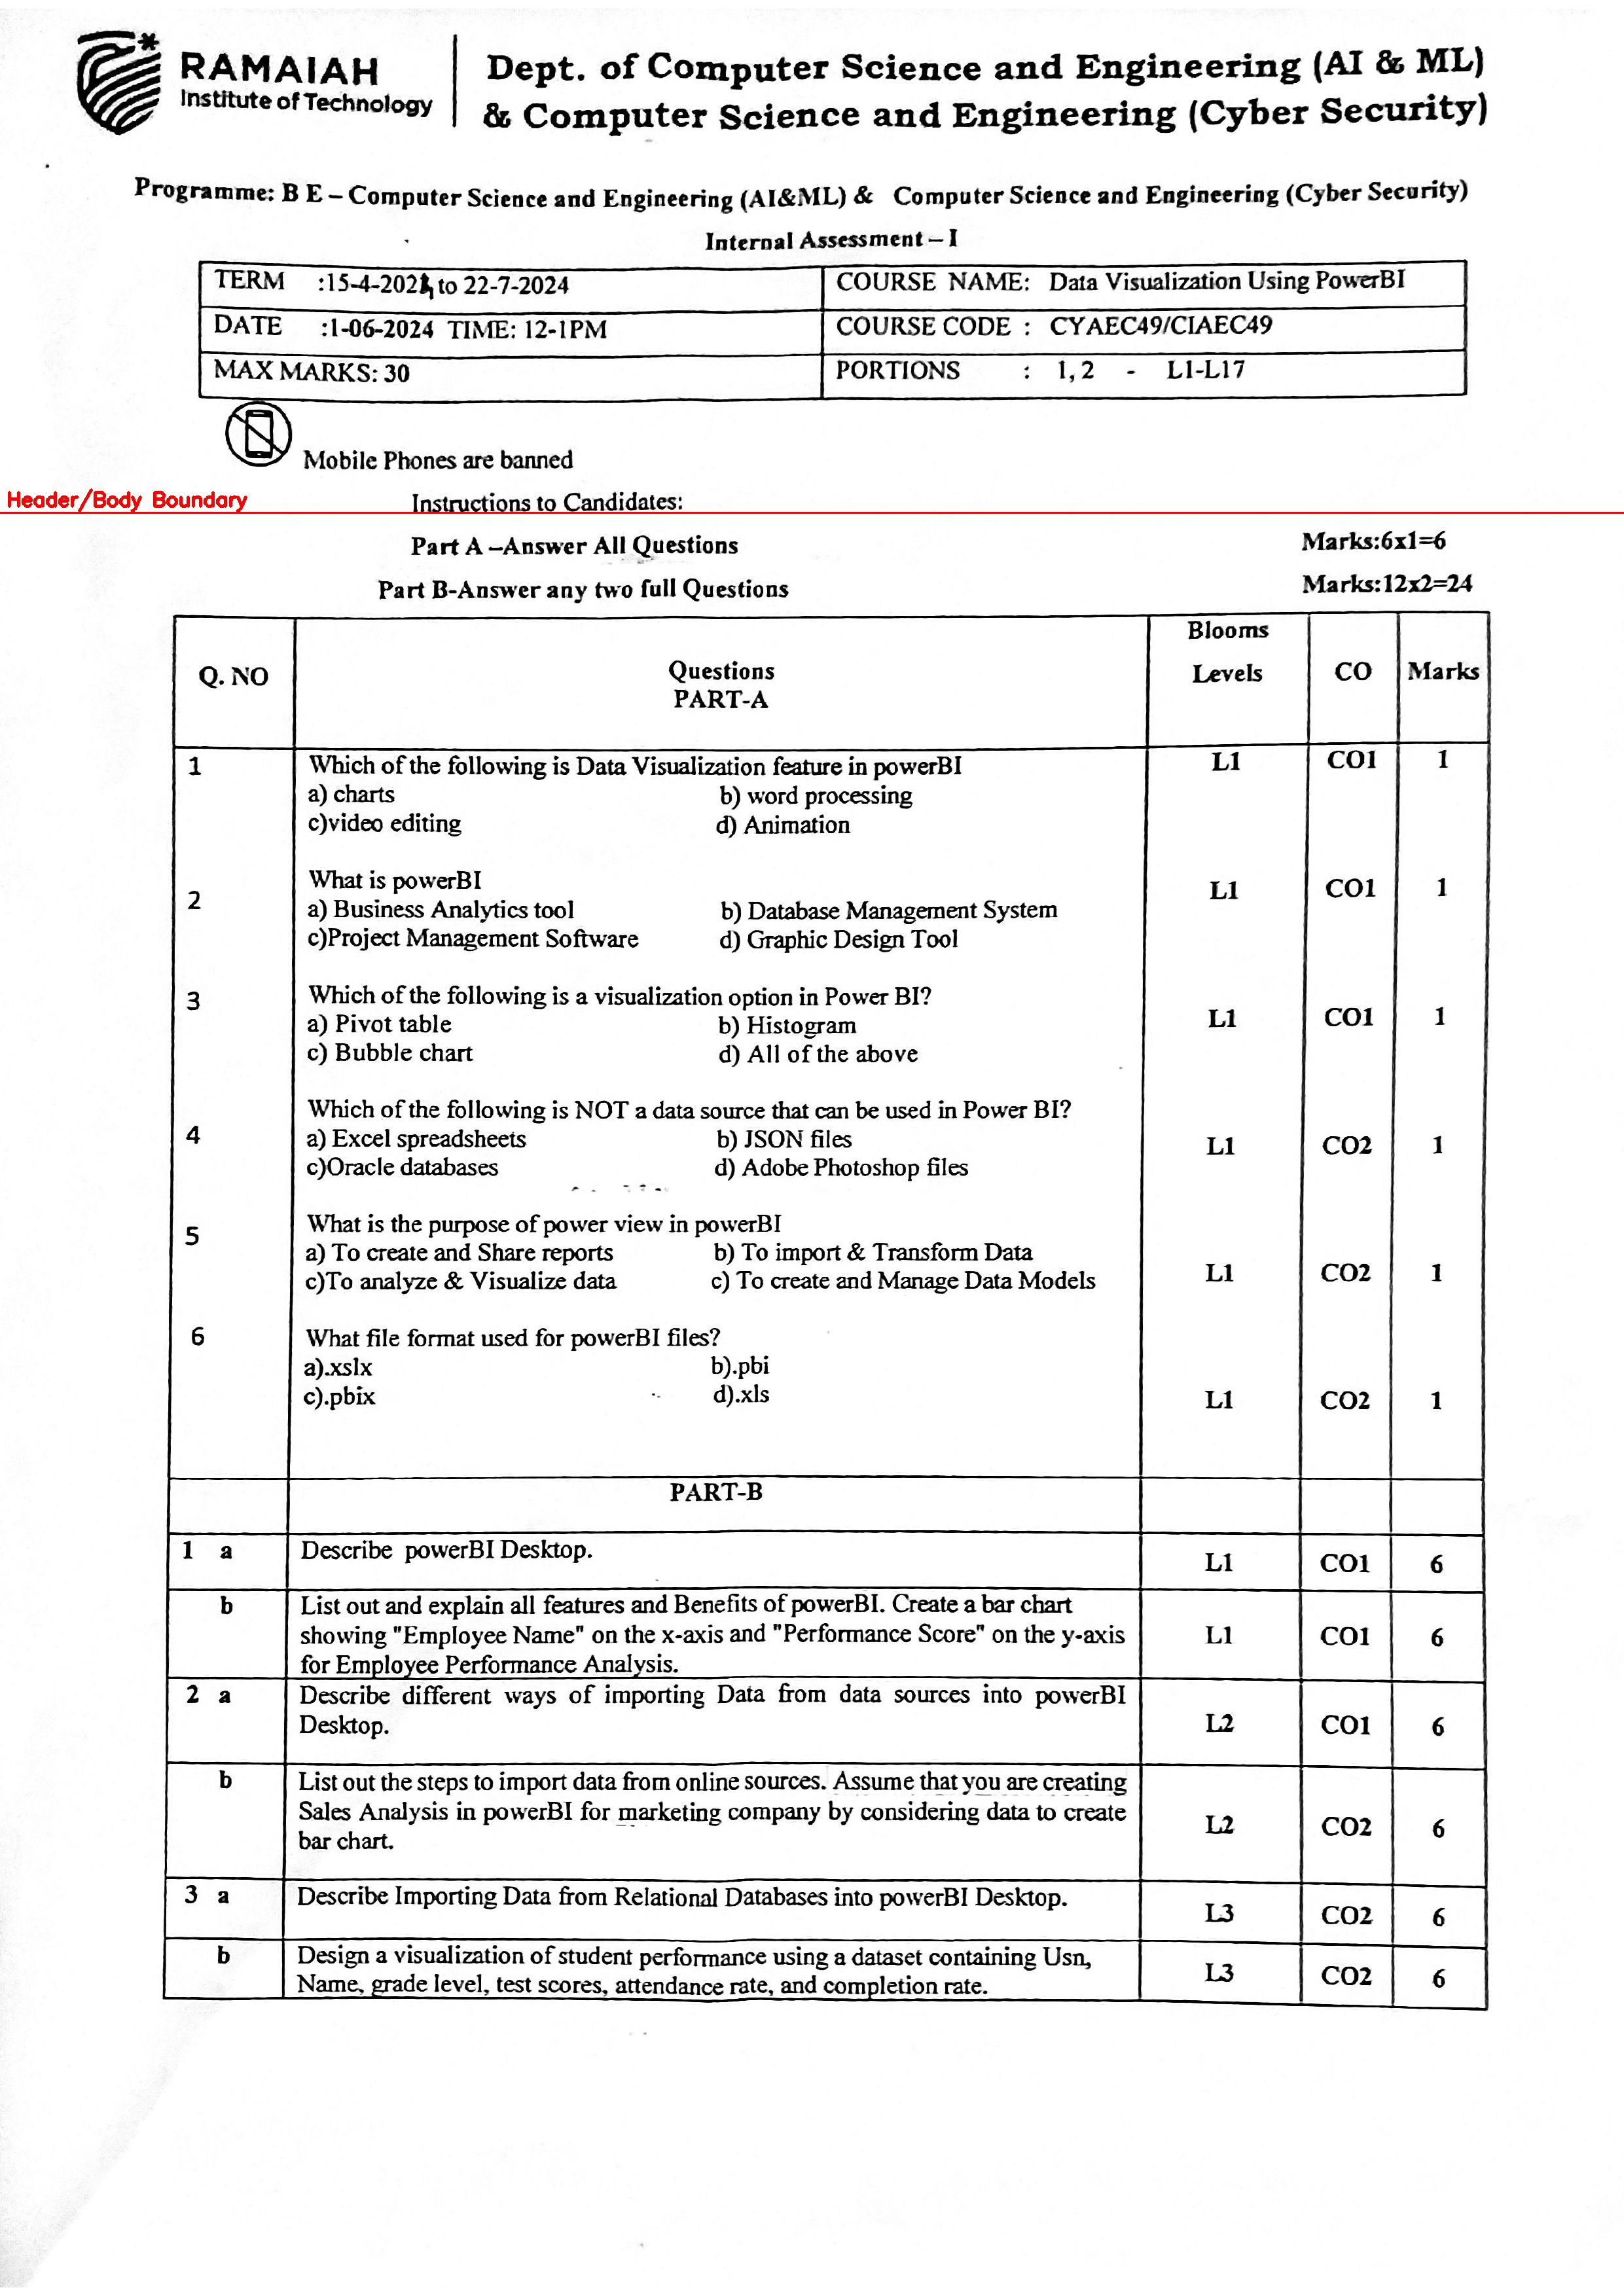 RAMAIAH
Institute of Technology
Dept. of Computer Science and Engineering (AI & ML)
& Computer Science and Engineering (Cyber Security)
Programme: B E – Computer Science and Engineering (AI&ML) & Computer Science and Engineering (Cyber Security)
Internal Assessment – I
TERM :15-4-2024 to 22-7-2024 COURSE NAME: Data Visualization Using PowerBI
DATE :1-06-2024 TIME: 12-1PM COURSE CODE : CYAEC49/CIAEC49
MAX MARKS: 30 PORTIONS : 1, 2 - L1-L17
Mobile Phones are banned
Header/Body Boundary
Instructions to Candidates:
Part A –Answer All Questions Marks:6x1=6
Part B-Answer any two full Questions Marks:12x2=24
Q. NO Questions PART-A Blooms Levels CO Marks
1 Which of the following is Data Visualization feature in powerBI L1 CO1 1
a) charts b) word processing
c)video editing d) Animation
2 What is powerBI L1 CO1 1
a) Business Analytics tool b) Database Management System
c)Project Management Software d) Graphic Design Tool
3 Which of the following is a visualization option in Power BI? L1 CO1 1
a) Pivot table b) Histogram
c) Bubble chart d) All of the above
4 Which of the following is NOT a data source that can be used in Power BI? L1 CO2 1
a) Excel spreadsheets b) JSON files
c)Oracle databases d) Adobe Photoshop files
5 What is the purpose of power view in powerBI L1 CO2 1
a) To create and Share reports b) To import & Transform Data
c)To analyze & Visualize data c) To create and Manage Data Models
6 What file format used for powerBI files? L1 CO2 1
a).xslx b).pbi
c).pbix d).xls
PART-B
1 a Describe powerBI Desktop. L1 CO1 6
b List out and explain all features and Benefits of powerBI. Create a bar chart
showing "Employee Name" on the x-axis and "Performance Score" on the y-axis L1 CO1 6
for Employee Performance Analysis.
2 a Describe different ways of importing Data from data sources into powerBI
Desktop. L2 CO1 6
b List out the steps to import data from online sources. Assume that you are creating
Sales Analysis in powerBI for marketing company by considering data to create L2 CO2 6
bar chart.
3 a Describe Importing Data from Relational Databases into powerBI Desktop. L3 CO2 6
b Design a visualization of student performance using a dataset containing Usn, L3 CO2 6
Name, grade level, test scores, attendance rate, and completion rate.